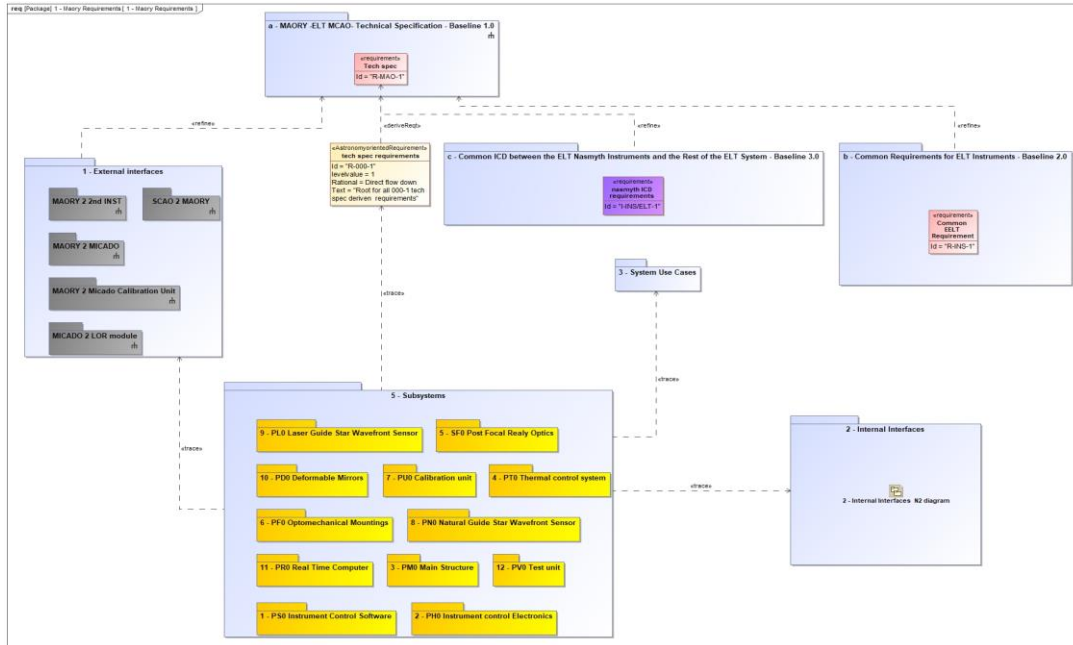 req [Package] 1 - Maory Requirements [ 1 - Maory Requirements ]
a - MAORY -ELT MCAO- Technical Specification - Baseline 1.0
«requirement»
Tech spec
Id = "R-MAO-1"
«refine»
«deriveReqt»
«refine»
«refine»
1 - External interfaces
MAORY 2 2nd INST
SCAO 2 MAORY
MAORY 2 MICADO
MAORY 2 Micado Calibration Unit
MICADO 2 LOR module
«AstronomyorientedRequirement»
tech spec requirements
Id = "R-000-1"
levelvalue = 1
Rational = Direct flow down
Text = "Root for all 000-1 tech
spec deriven requirements"
c - Common ICD between the ELT Nasmyth Instruments and the Rest of the ELT System - Baseline 3.0
«requirement»
nasmyth ICD
requirements
Id = "I-INS/ELT-1"
b - Common Requirements for ELT Instruments - Baseline 2.0
«requirement»
Common
EELT
Requirement
Id = "R-INS-1"
3 - System Use Cases
«trace»
«trace»
«trace»
«trace»
5 - Subsystems
9 - PL0 Laser Guide Star Wavefront Sensor
5 - SF0 Post Focal Realy Optics
10 - PD0 Deformable Mirrors
7 - PU0 Calibration unit
4 - PT0 Thermal control system
6 - PF0 Optomechanical Mountings
8 - PN0 Natural Guide Star Wavefront Sensor
11 - PR0 Real Time Computer
3 - PM0 Main Structure
12 - PV0 Test unit
1 - PS0 Instrument Control Software
2 - PH0 Instrument control Electronics
2 - Internal Interfaces
2 - Internal Interfaces N2 diagram